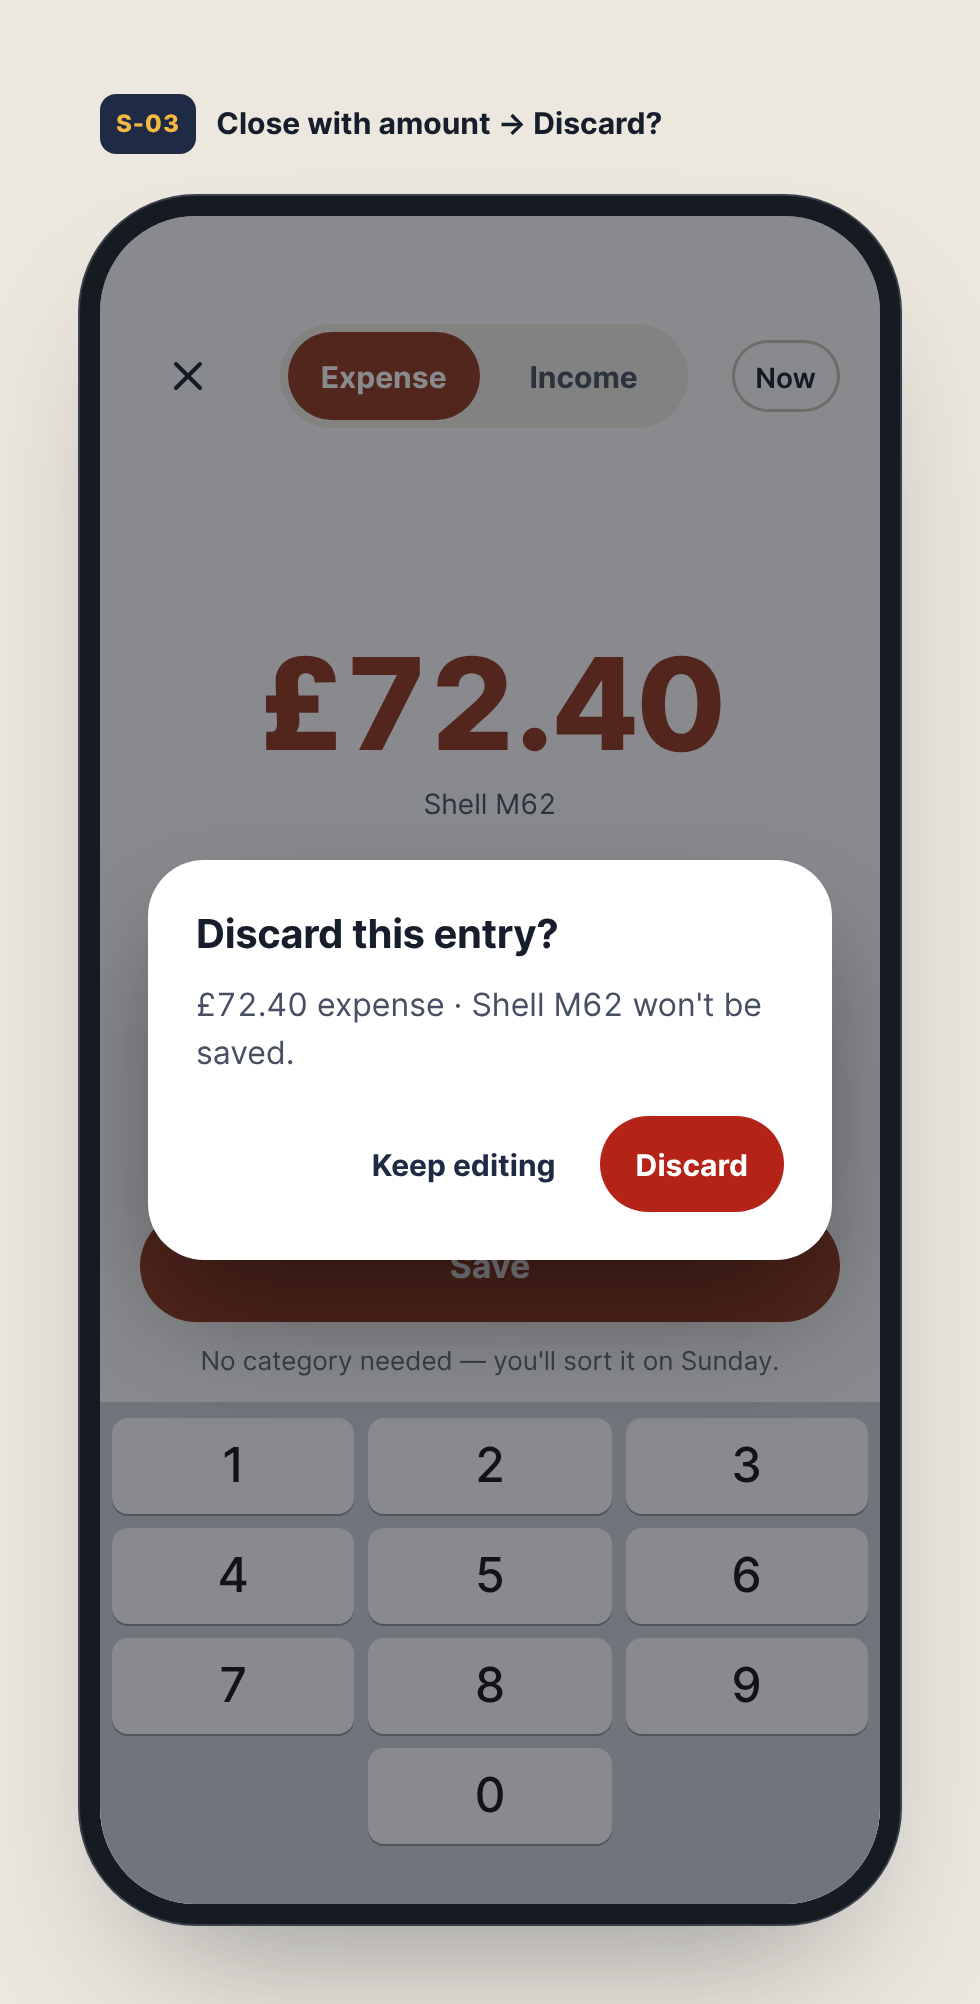 S-03 Close with amount → Discard?
Expense Income Now
£72.40
Shell M62
Discard this entry?
£72.40 expense · Shell M62 won't be
saved.
Keep editing Discard
Save
No category needed — you'll sort it on Sunday.
1 2 3
4 5 6
7 8 9
0